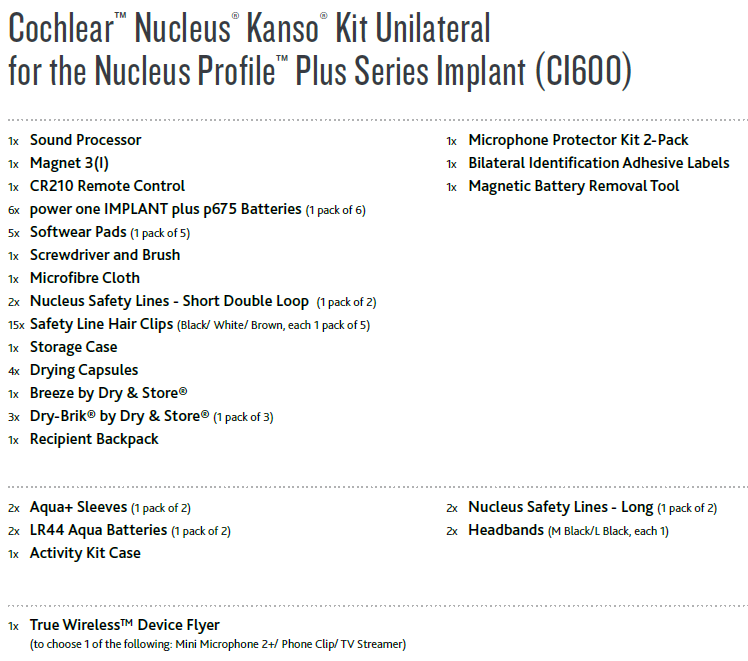 Cochlear™ Nucleus® Kanso® Kit Unilateral
for the Nucleus Profile™ Plus Series Implant (CI600)
1x Sound Processor
1x Magnet 3(I)
1x CR210 Remote Control
6x power one IMPLANT plus p675 Batteries (1 pack of 6)
5x Softwear Pads (1 pack of 5)
1x Screwdriver and Brush
1x Microfibre Cloth
2x Nucleus Safety Lines - Short Double Loop (1 pack of 2)
15x Safety Line Hair Clips (Black/ White/ Brown, each 1 pack of 5)
1x Storage Case
4x Drying Capsules
1x Breeze by Dry & Store®
3x Dry-Brik® by Dry & Store® (1 pack of 3)
1x Recipient Backpack
1x Microphone Protector Kit 2-Pack
1x Bilateral Identification Adhesive Labels
1x Magnetic Battery Removal Tool
2x Aqua+ Sleeves (1 pack of 2)
2x LR44 Aqua Batteries (1 pack of 2)
1x Activity Kit Case
2x Nucleus Safety Lines - Long (1 pack of 2)
2x Headbands (M Black/L Black, each 1)
1x True Wireless™ Device Flyer
(to choose 1 of the following: Mini Microphone 2+/ Phone Clip/ TV Streamer)